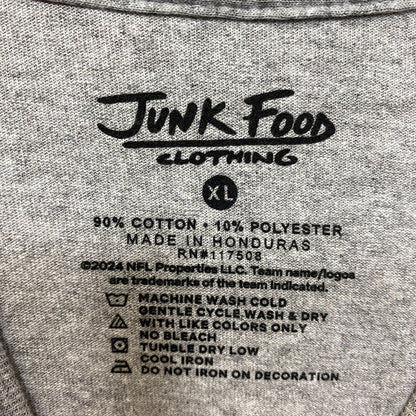 JUNK FOOD
CLOTHING
XL
90% COTTON • 10% POLYESTER
MADE IN HONDURAS
RN#117508
©2024 NFL Properties LLC. Team name/logos
are trademarks of the team indicated.
MACHINE WASH COLD
GENTLE CYCLE WASH & DRY
WITH LIKE COLORS ONLY
NO BLEACH
TUMBLE DRY LOW
COOL IRON
DO NOT IRON ON DECORATION